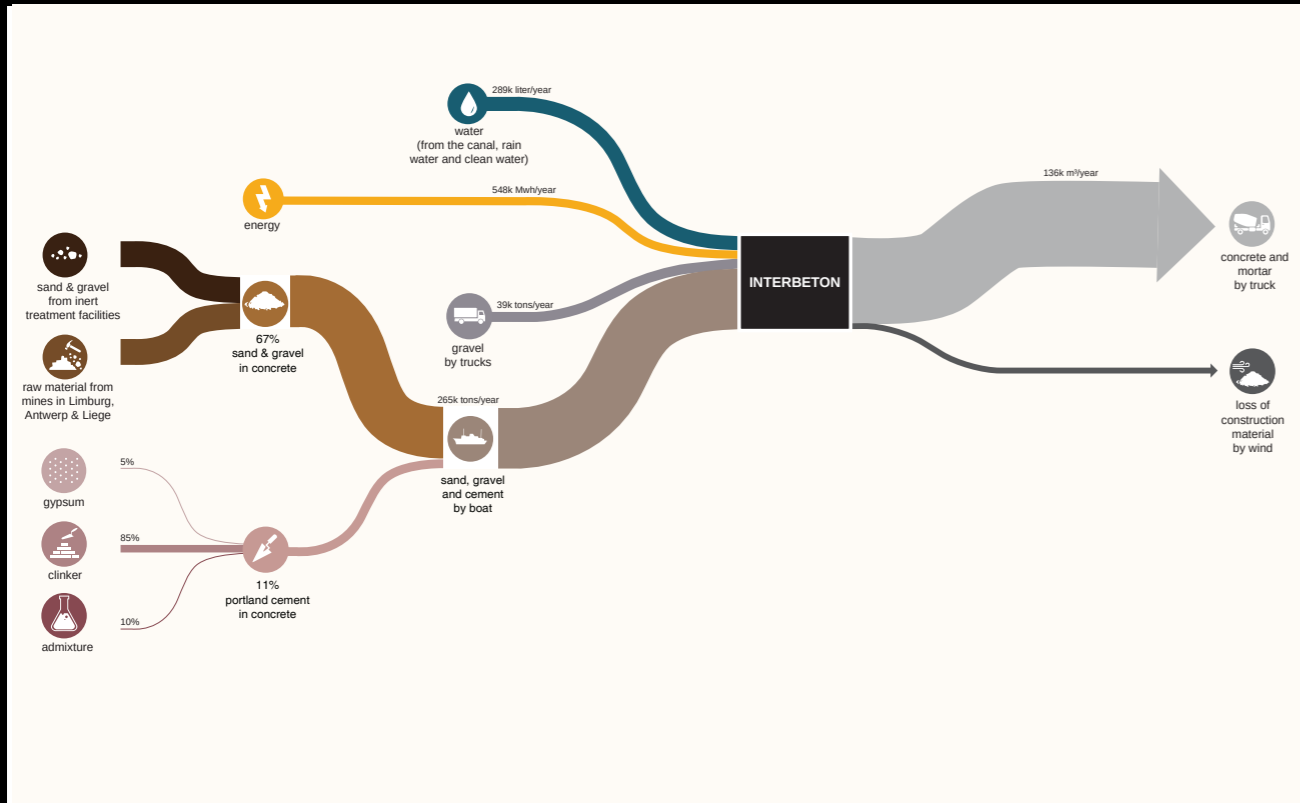 289k liter/year
water
(from the canal, rain
water and clean water)
548k Mwh/year
energy
136k m³/year
concrete and
mortar
by truck
sand & gravel
from inert
treatment facilities
67%
sand & gravel
in concrete
INTERBETON
39k tons/year
gravel
by trucks
raw material from
mines in Limburg,
Antwerp & Liege
265k tons/year
sand, gravel
and cement
by boat
loss of
construction
material
by wind
5%
gypsum
85%
clinker
11%
portland cement
in concrete
10%
admixture